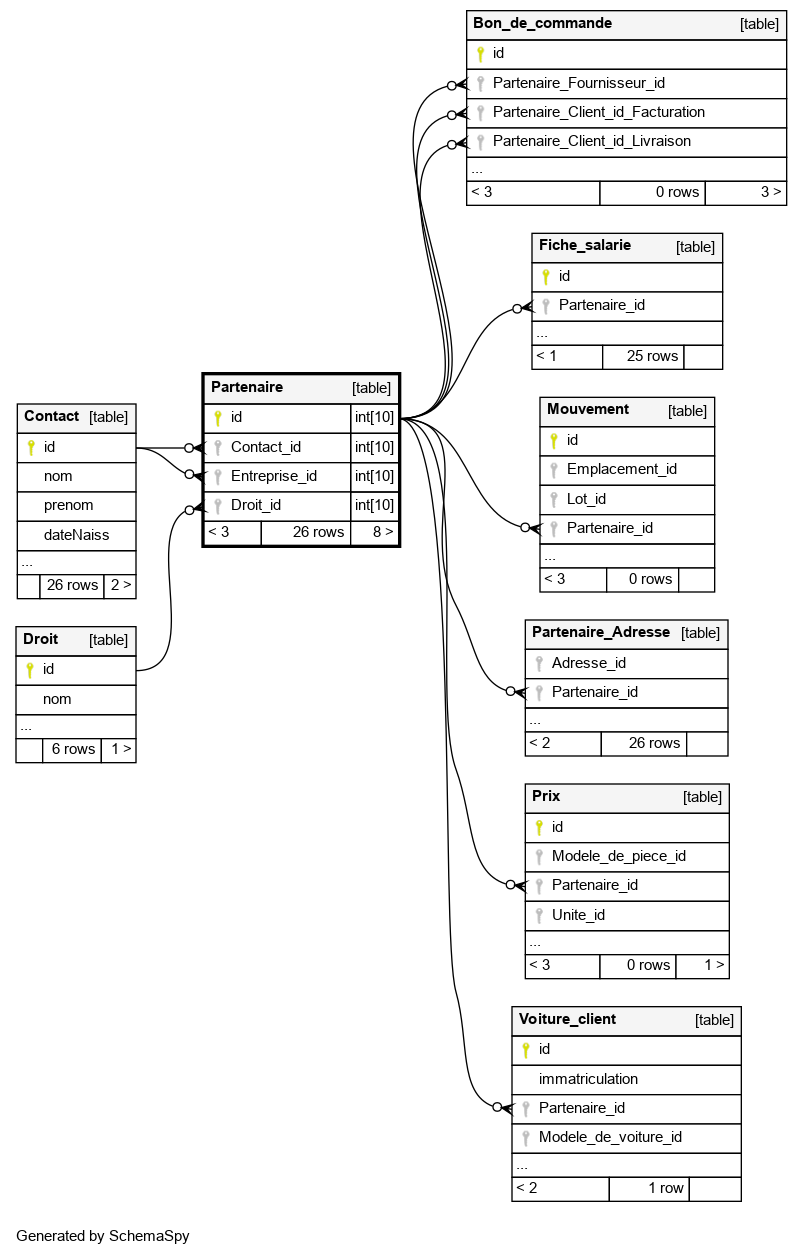 Bon_de_commande [table]
id
Partenaire_Fournisseur_id
Partenaire_Client_id_Facturation
Partenaire_Client_id_Livraison
...
< 3 0 rows 3 >
Fiche_salarie [table]
id
Partenaire_id
...
< 1 25 rows
Partenaire [table]
id int[10]
Contact_id int[10]
Entreprise_id int[10]
Droit_id int[10]
< 3 26 rows 8 >
Contact [table]
id
nom
prenom
dateNaiss
...
26 rows 2 >
Mouvement [table]
id
Emplacement_id
Lot_id
Partenaire_id
...
< 3 0 rows
Droit [table]
id
nom
...
6 rows 1 >
Partenaire_Adresse [table]
Adresse_id
Partenaire_id
...
< 2 26 rows
Prix [table]
id
Modele_de_piece_id
Partenaire_id
Unite_id
...
< 3 0 rows 1 >
Voiture_client [table]
id
immatriculation
Partenaire_id
Modele_de_voiture_id
...
< 2 1 row
Generated by SchemaSpy